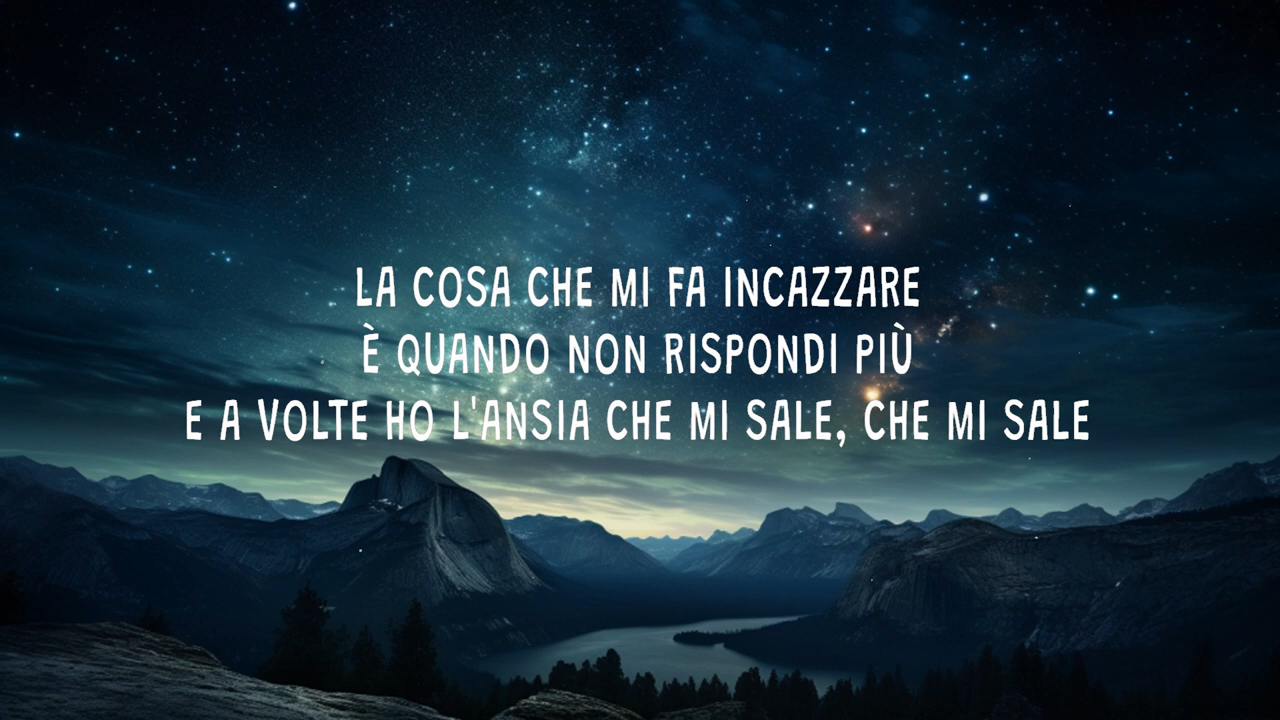 LA COSA CHE MI FA INCAZZARE
È QUANDO NON RISPONDI PIÙ
E A VOLTE HO L'ANSIA CHE MI SALE, CHE MI SALE